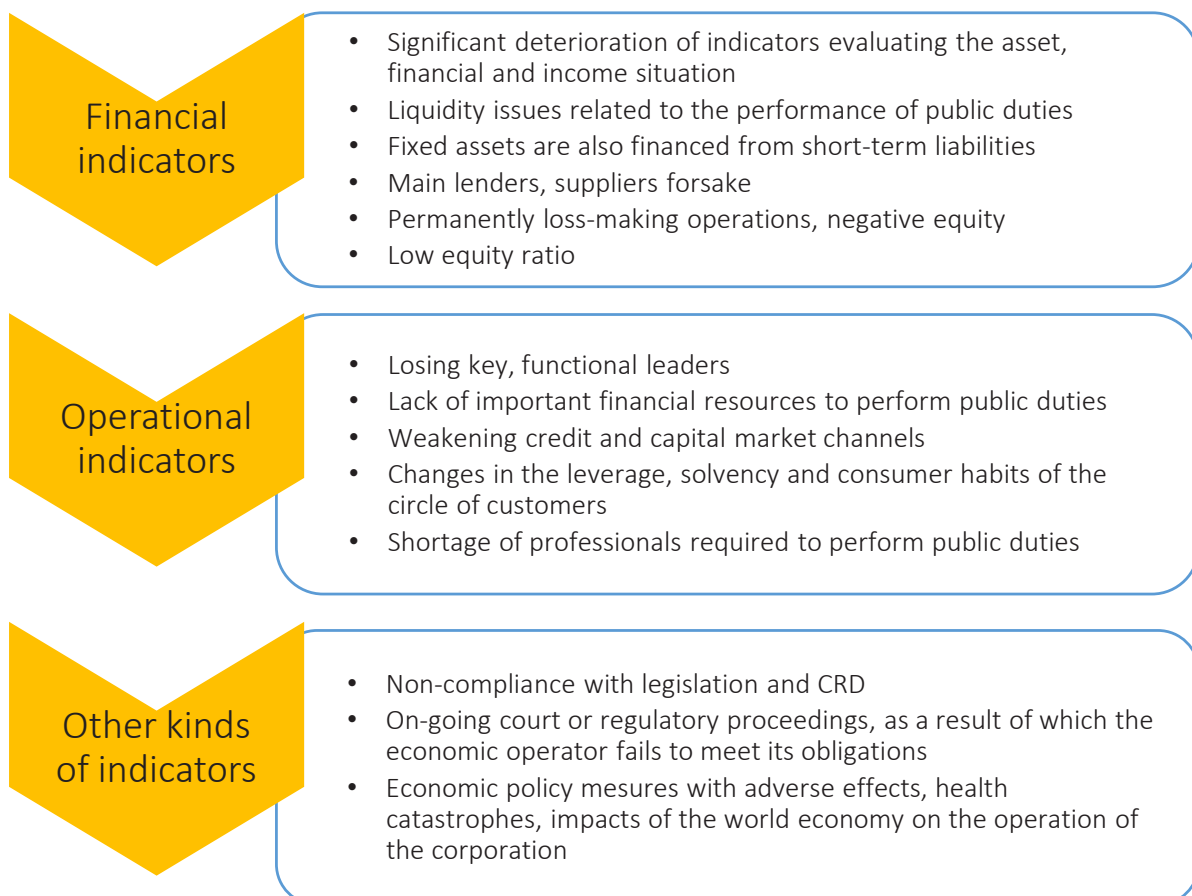 Financial
indicators
• Significant deterioration of indicators evaluating the asset,
financial and income situation
• Liquidity issues related to the performance of public duties
• Fixed assets are also financed from short-term liabilities
• Main lenders, suppliers forsake
• Permanently loss-making operations, negative equity
• Low equity ratio
Operational
indicators
• Losing key, functional leaders
• Lack of important financial resources to perform public duties
• Weakening credit and capital market channels
• Changes in the leverage, solvency and consumer habits of the
circle of customers
• Shortage of professionals required to perform public duties
Other kinds
of indicators
• Non-compliance with legislation and CRD
• On-going court or regulatory proceedings, as a result of which the
economic operator fails to meet its obligations
• Economic policy mesures with adverse effects, health
catastrophes, impacts of the world economy on the operation of
the corporation